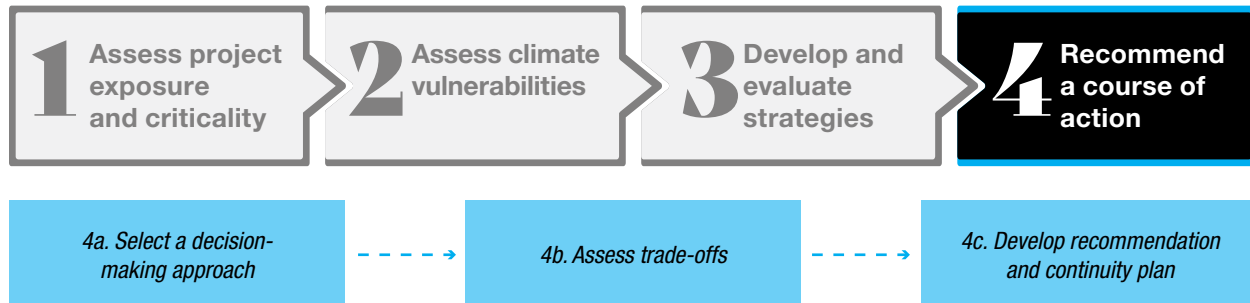 1
Assess project
exposure
and criticality
2
Assess climate
vulnerabilities
3
Develop and
evaluate
strategies
4
Recommend
a course of
action
4a. Select a decision-
making approach
4b. Assess trade-offs
4c. Develop recommendation
and continuity plan